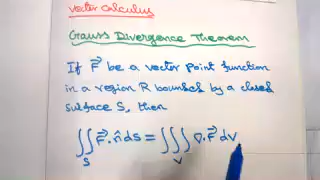 Vector Calculus
Gauss Divergence Theorem
If F⃗ be a vector point function
in a region R bounded by a closed
surface S, then
∬_S F⃗ . n̂ ds = ∭_V ∇. F⃗ dV